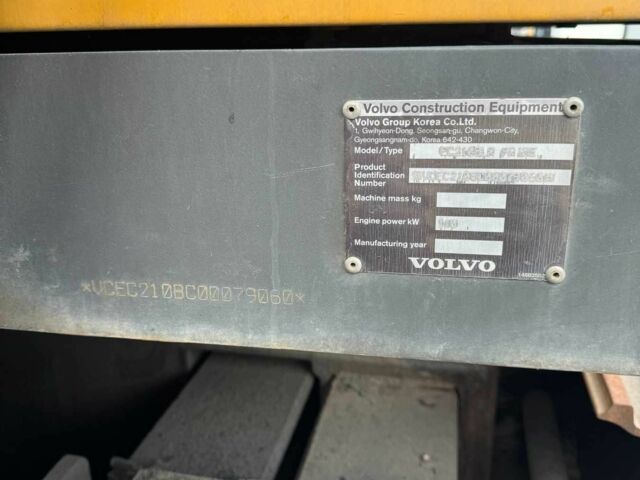 Volvo Construction Equipment
Volvo Group Korea Co.Ltd.
1, Gwihyeon-Dong, Seongsan-gu, Changwon-City,
Gyeongsangnam-do, Korea 642-430
Model/Type
Product
Identification
Number
Machine mass kg
Engine power kW
Manufacturing year
VOLVO
*VCEC210BC00079060*